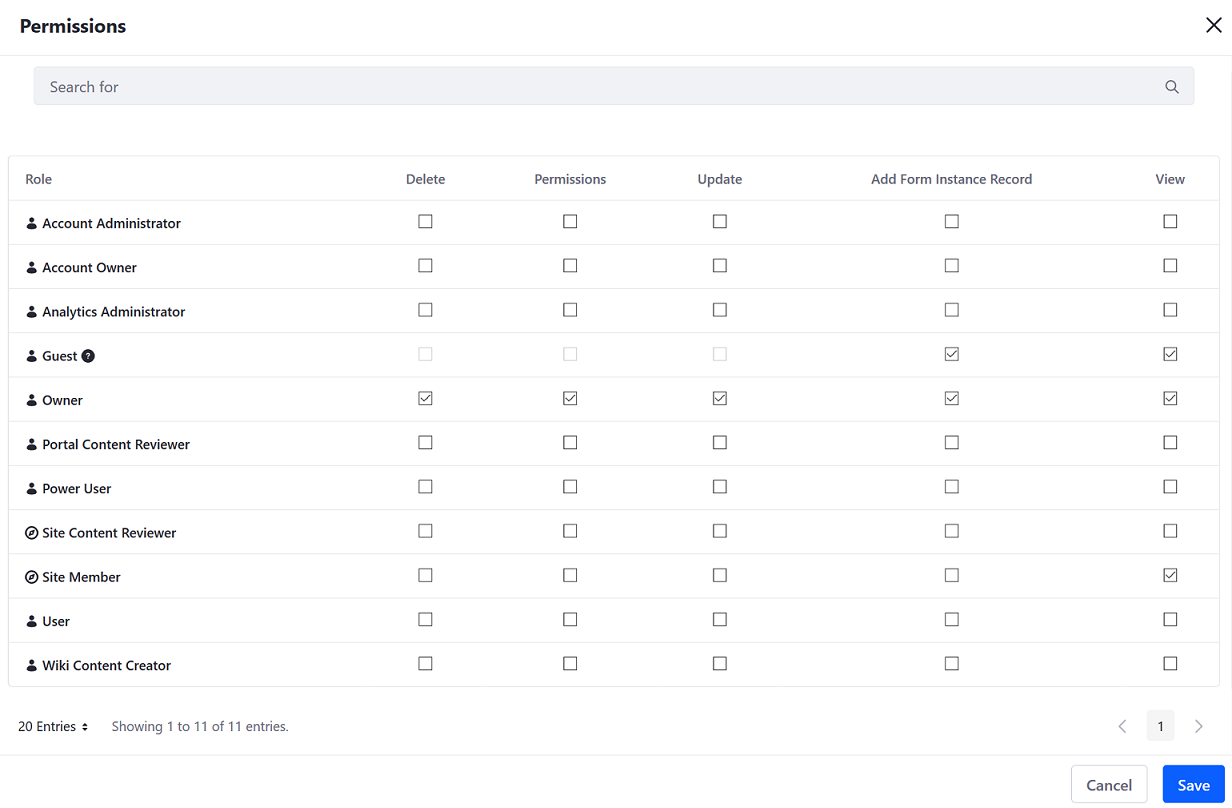 Permissions
Search for
Role Delete Permissions Update Add Form Instance Record View
Account Administrator
Account Owner
Analytics Administrator
Guest ?
Owner
Portal Content Reviewer
Power User
Site Content Reviewer
Site Member
User
Wiki Content Creator
20 Entries Showing 1 to 11 of 11 entries. 1
Cancel Save